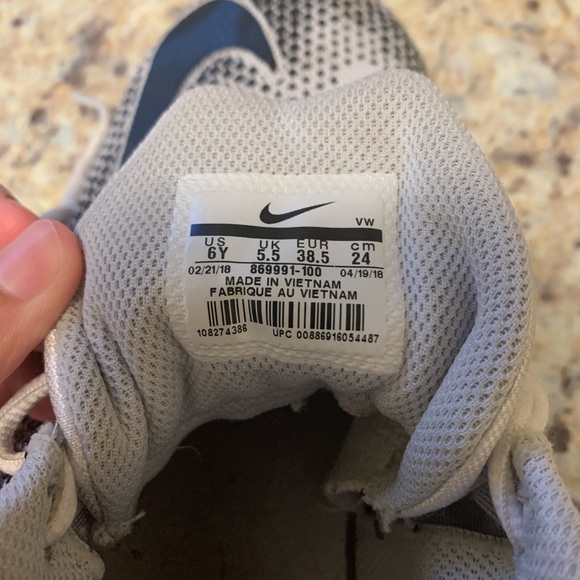 VW
US UK EUR cm
6Y 5.5 38.5 24
02/21/18 869991-100 04/19/18
MADE IN VIETNAM
FABRIQUE AU VIETNAM
108274386 UPC 00886916054487